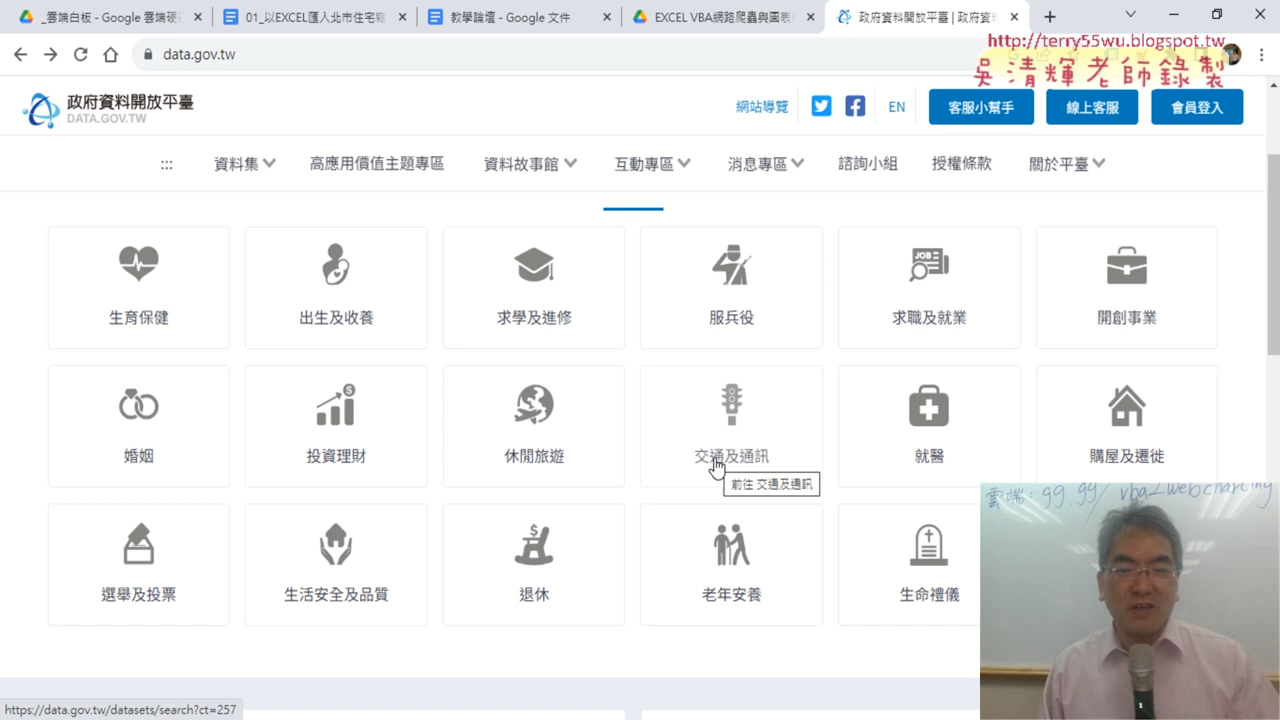 _雲端白板 - Google 雲端硬
01_以EXCEL匯入北市住宅竊
教學論壇 - Google 文件
EXCEL VBA網路爬蟲與圖表
政府資料開放平臺 | 政府資料
data.gov.tw
http://terry55wu.blogspot.tw
吳清輝老師錄製
政府資料開放平臺
DATA.GOV.TW
網站導覽
EN
客服小幫手
線上客服
會員登入
:::
資料集
高應用價值主題專區
資料故事館
互動專區
消息專區
諮詢小組
授權條款
關於平臺
生育保健
出生及收養
求學及進修
服兵役
JOB
求職及就業
開創事業
婚姻
投資理財
休閒旅遊
交通及通訊
就醫
購屋及遷徙
前往 交通及通訊
雲端: 99.99/ vba_webcharting
選舉及投票
生活安全及品質
退休
老年安養
生命禮儀
https://data.gov.tw/datasets/search?ct=257